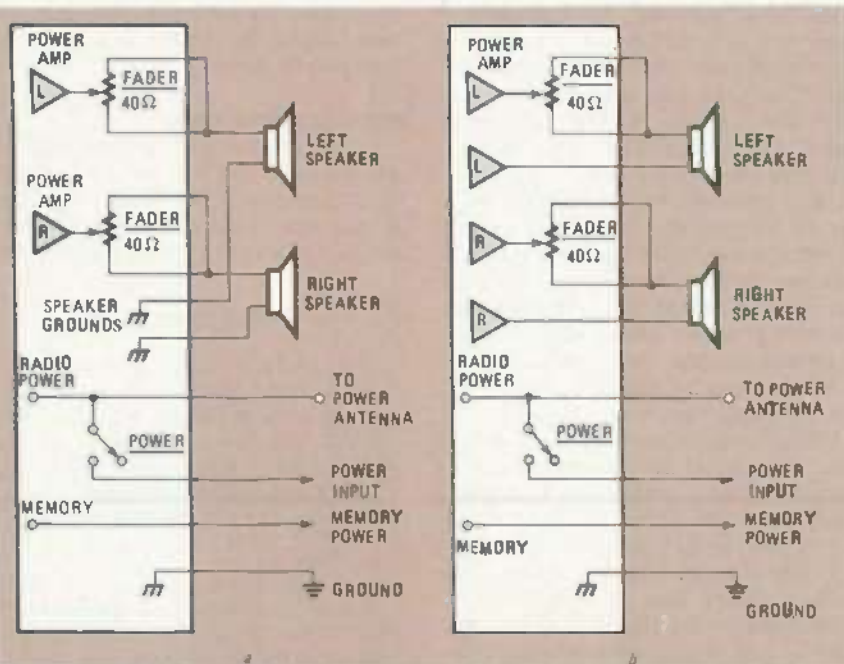 POWER
AMP
L
FADER
40Ω
LEFT
SPEAKER
POWER
AMP
R
FADER
40Ω
RIGHT
SPEAKER
SPEAKER
GROUNDS
RADIO
POWER
TO
POWER
ANTENNA
POWER
POWER
INPUT
MEMORY
MEMORY
POWER
GROUND
a
POWER
AMP
L
FADER
40Ω
L
LEFT
SPEAKER
R
FADER
40Ω
R
RIGHT
SPEAKER
RADIO
POWER
TO POWER
ANTENNA
POWER
POWER
INPUT
MEMORY
POWER
MEMORY
GROUND
b